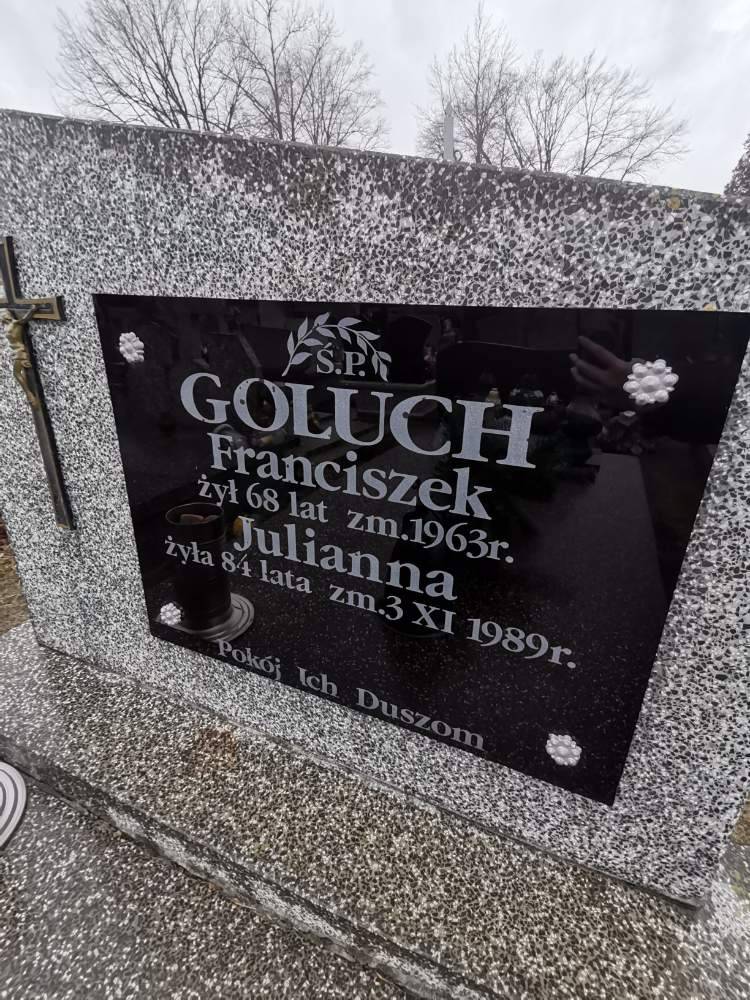 Ś.P.
GOLUCH
Franciszek
żył 68 lat zm.1963r.
Julianna
żyła 84 lata zm.3 XI 1989r.
Pokój Ich Duszom